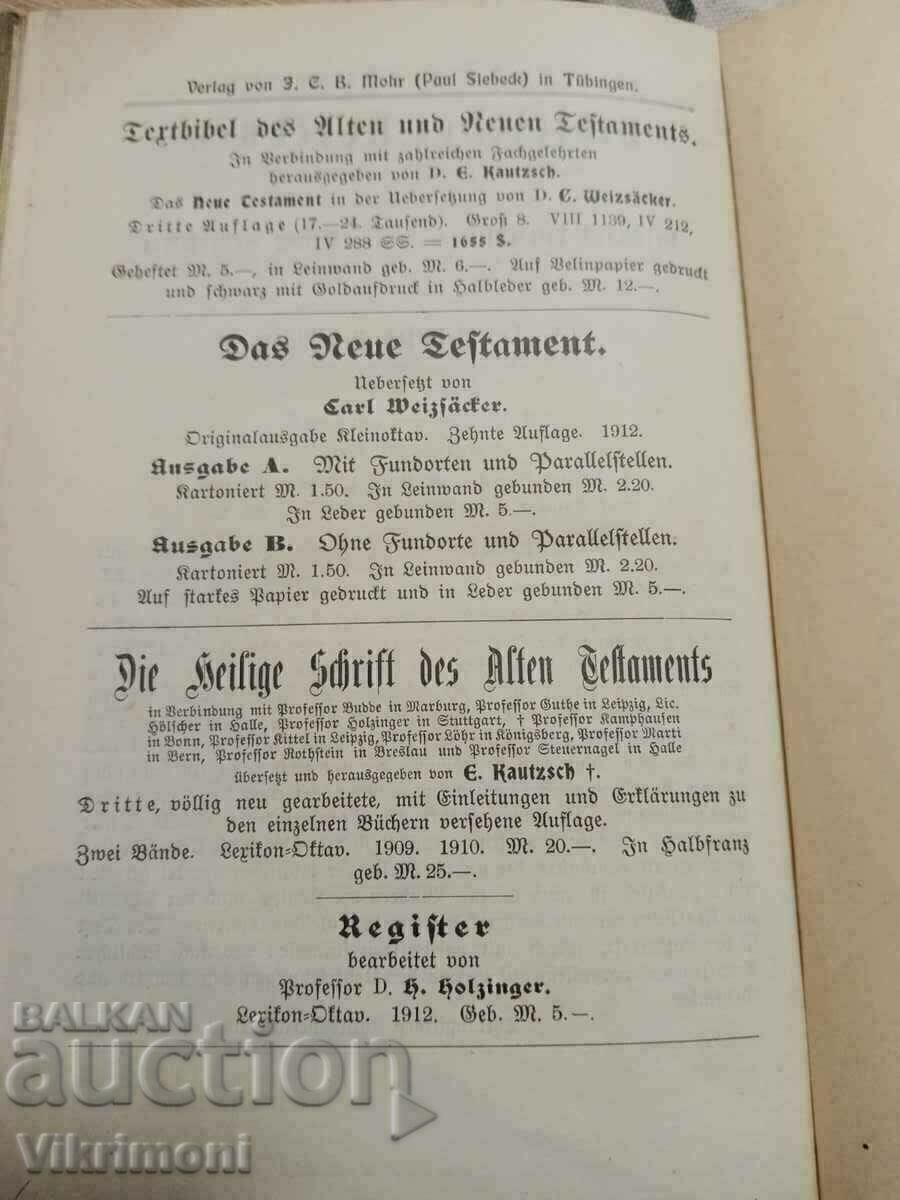 Verlag von J. C. B. Mohr (Paul Siebeck) in Tübingen.
Textbibel des Alten und Neuen Testaments.
In Verbindung mit zahlreichen Fachgelehrten
herausgegeben von D. E. Kautzsch.
Das Neue Testament in der Uebersetzung von D. C. Weizsäcker.
Dritte Auflage (17.—24. Tausend). Groß 8. VIII 1139, IV 212,
IV 288 SS. = 1655 S.
Geheftet M. 5.—, in Leinwand geb. M. 6.—. Auf Velinpapier gedruckt
und schwarz mit Goldaufdruck in Halbleder geb. M. 12.—.
Das Neue Testament.
Uebersetzt von
Carl Weizsäcker.
Originalausgabe Kleinoktav. Zehnte Auflage. 1912.
Ausgabe A. Mit Fundorten und Parallelstellen.
Kartoniert M. 1.50. In Leinwand gebunden M. 2.20.
In Leder gebunden M. 5.—.
Ausgabe B. Ohne Fundorte und Parallelstellen.
Kartoniert M. 1.50. In Leinwand gebunden M. 2.20.
Auf starkes Papier gedruckt und in Leder gebunden M. 5.—.
Die Heilige Schrift des Alten Testaments
in Verbindung mit Professor Budde in Marburg, Professor Guthe in Leipzig, Lic.
Hölscher in Halle, Professor Holzinger in Stuttgart, † Professor Kamphausen
in Bonn, Professor Kittel in Leipzig, Professor Löhr in Königsberg, Professor Marti
in Bern, Professor Rothstein in Breslau und Professor Steuernagel in Halle
übersetzt und herausgegeben von E. Kautzsch †.
Dritte, völlig neu gearbeitete, mit Einleitungen und Erklärungen zu
den einzelnen Büchern versehene Auflage.
Zwei Bände. Lexikon-Oktav. 1909. 1910. M. 20.—. In Halbfranz
geb. M. 25.—.
Register
bearbeitet von
Professor D. H. Holzinger.
Lexikon-Oktav. 1912. Geb. M. 5.—.
BALKAN
auction
Vikrimoni